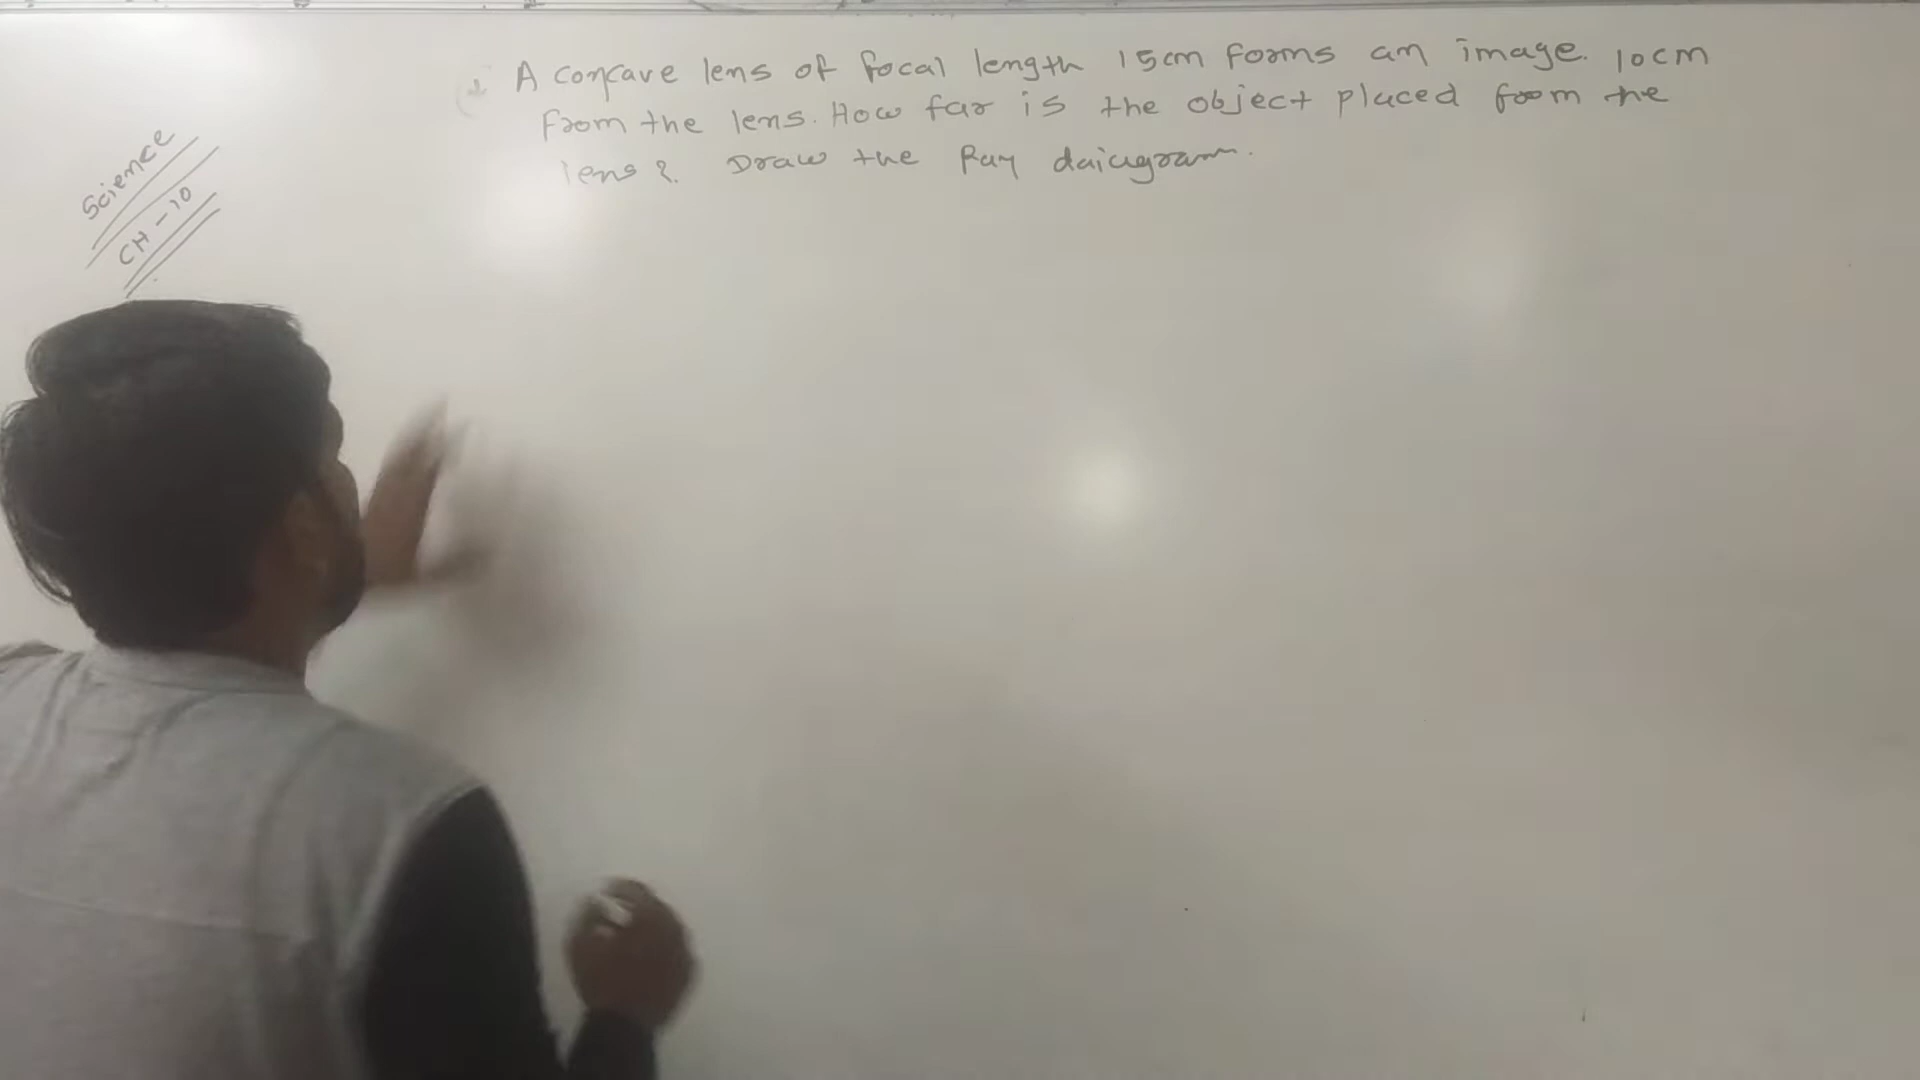 A concave lens of focal length 15cm forms an image. 10cm
from the lens. How far is the object placed from the
lens?. Draw the Ray daiagram.
Science
CH-10